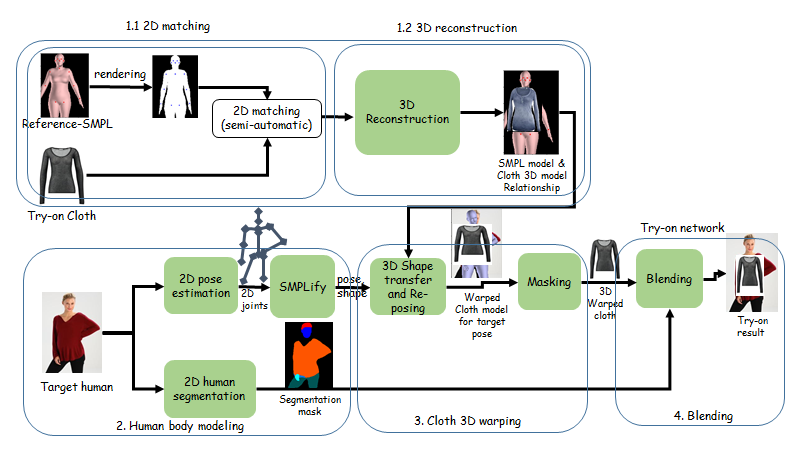 1.1 2D matching
1.2 3D reconstruction
rendering
Reference-SMPL
2D matching
(semi-automatic)
3D
Reconstruction
SMPL model &
Cloth 3D model
Relationship
Try-on Cloth
Try-on network
2D pose
estimation
2D
joints
SMPLify
pose
shape
3D Shape
transfer
and Re-
posing
Warped
Cloth model
for target
pose
Masking
3D
Warped
cloth
Blending
Try-on
result
Target human
2D human
segmentation
Segmentation
mask
2. Human body modeling
3. Cloth 3D warping
4. Blending